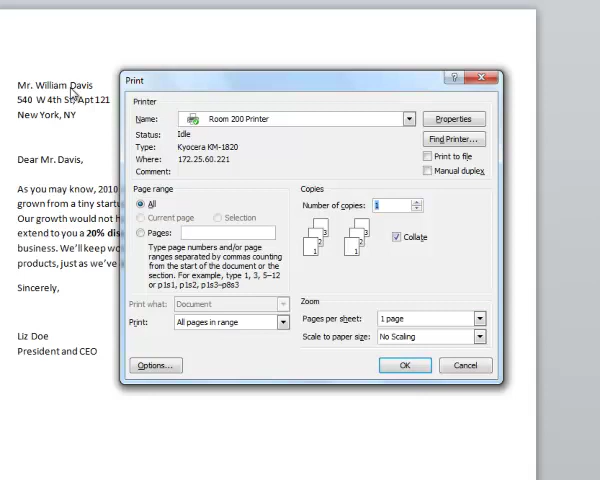 Mr. William Davis
540 W 4th St, Apt 121
New York, NY
Dear Mr. Davis,
As you may know, 2010
grown from a tiny startu
Our growth would not h
extend to you a 20% dis
business. We'll keep wo
products, just as we've
Sincerely,
Liz Doe
President and CEO
Print
Printer
Name: Room 200 Printer Properties
Status: Idle Find Printer...
Type: Kyocera KM-1820
Where: 172.25.60.221 Print to file
Comment: Manual duplex
Page range
All
Current page Selection
Pages:
Type page numbers and/or page
ranges separated by commas counting
from the start of the document or the
section. For example, type 1, 3, 5–12
or p1s1, p1s2, p1s3–p8s3
Copies
Number of copies: 1
1 2 3 1 2 3 Collate
Print what: Document
Print: All pages in range
Zoom
Pages per sheet: 1 page
Scale to paper size: No Scaling
Options... OK Cancel